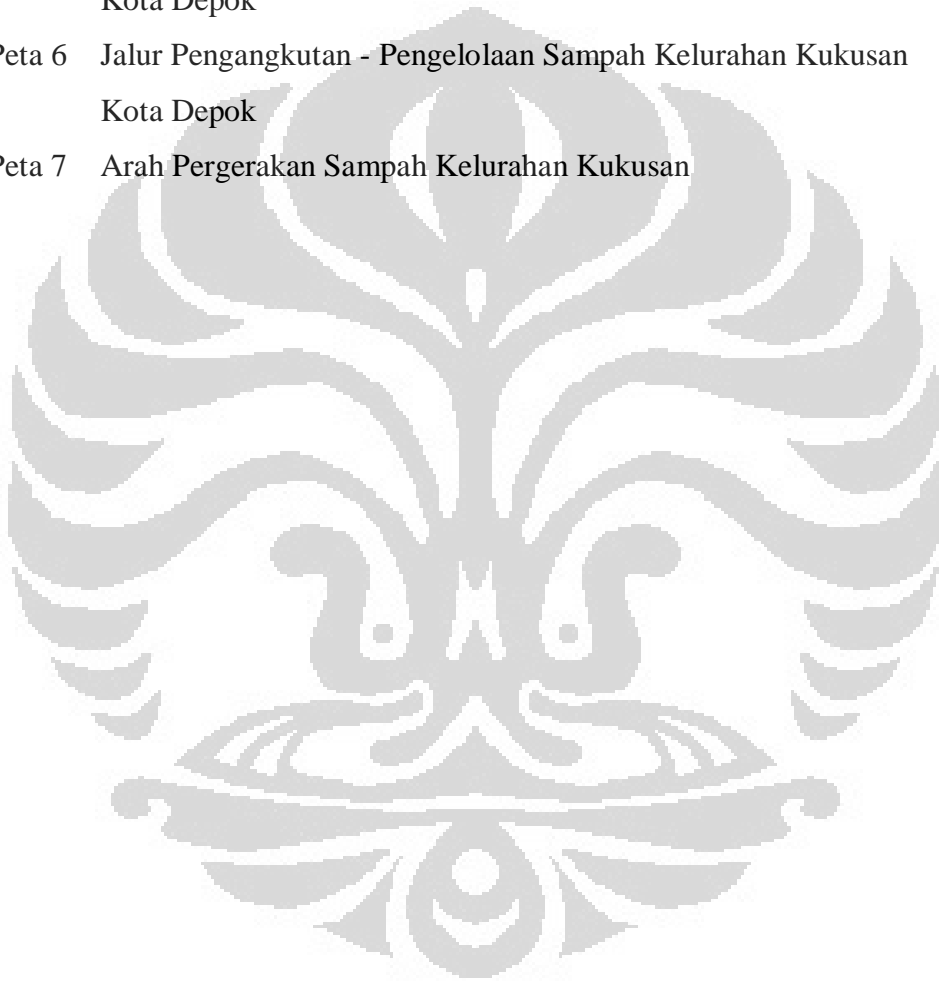 Kota Depok
Peta 6 Jalur Pengangkutan - Pengelolaan Sampah Kelurahan Kukusan
Kota Depok
Peta 7 Arah Pergerakan Sampah Kelurahan Kukusan